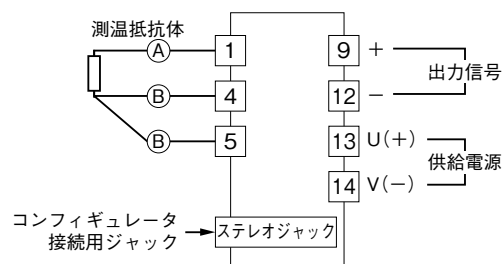 測温抵抗体
A
1
9
+
出力信号
B
4
12
−
B
5
13
U(+)
供給電源
14
V(−)
コンフィギュレータ
接続用ジャック
ステレオジャック